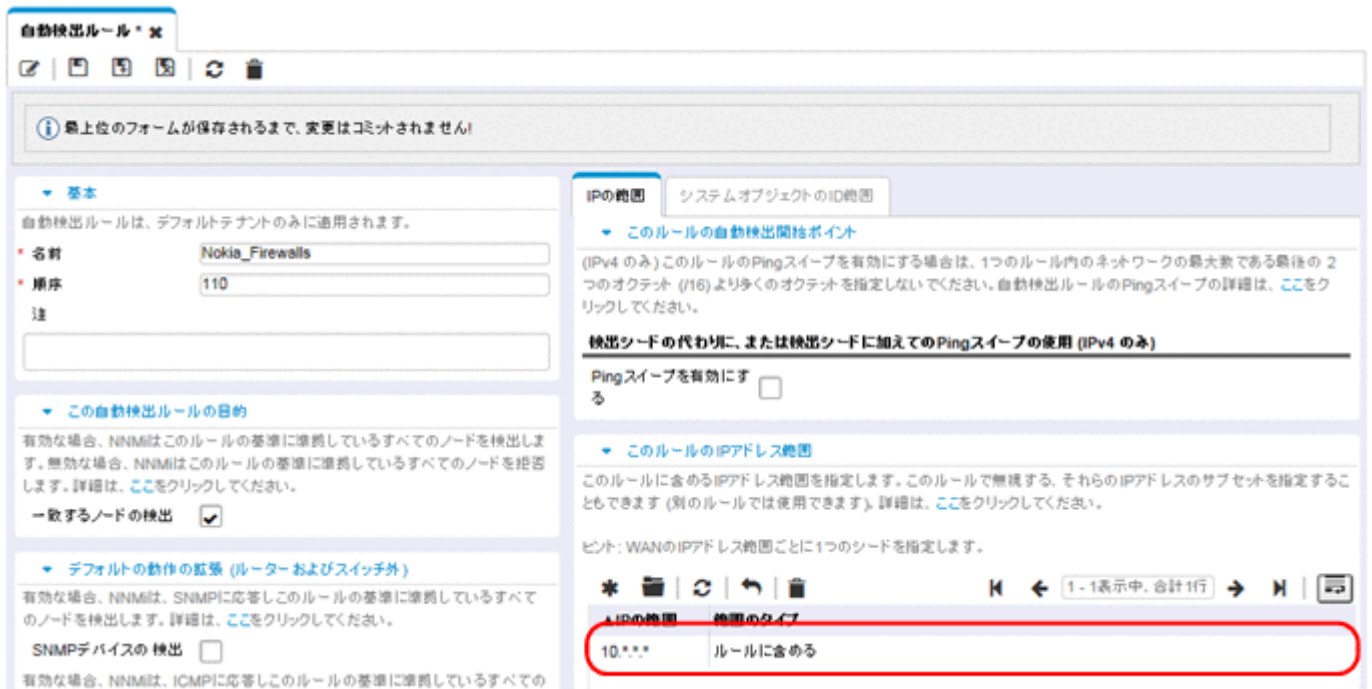 自動検出ルール *
最上位のフォームが保存されるまで、変更はコミットされません!
基本
自動検出ルールは、デフォルトテナントのみに適用されます。
* 名前 Nokia_Firewalls
* 順序 110
注
この自動検出ルールの目的
有効な場合、NNMiはこのルールの基準に準拠しているすべてのノードを検出しま
す。無効な場合、NNMiはこのルールの基準に準拠しているすべてのノードを拒否
します。詳細は、ここをクリックしてください。
一致するノードの検出
デフォルトの動作の拡張 (ルーターおよびスイッチ外)
有効な場合、NNMiは、SNMPに応答しこのルールの基準に準拠しているすべて
のノードを検出します。詳細は、ここをクリックしてください。
SNMPデバイスの 検出
有効な場合、NNMiは、ICMPに応答しこのルールの基準に準拠しているすべての
IPの範囲 システムオブジェクトのID範囲
このルールの自動検出開始ポイント
(IPv4 のみ) このルールのPingスイープを有効にする場合は、1つのルール内のネットワークの最大数である最後の 2
つのオクテット (/16) より多くのオクテットを指定しないでください。自動検出ルールのPingスイープの詳細は、ここをク
リックしてください。
検出シードの代わりに、または検出シードに加えてのPingスイープの使用 (IPv4 のみ)
Pingスイープを有効にす
る
このルールのIPアドレス範囲
このルールに含めるIPアドレス範囲を指定します。このルールで無視する、それらのIPアドレスのサブセットを指定するこ
ともできます (別のルールでは使用できます)。詳細は、ここをクリックしてください。
ヒント: WANのIPアドレス範囲ごとに1つのシードを指定します。
1 - 1表示中、合計1行
▲IPの範囲 範囲のタイプ
10.*.*.* ルールに含める